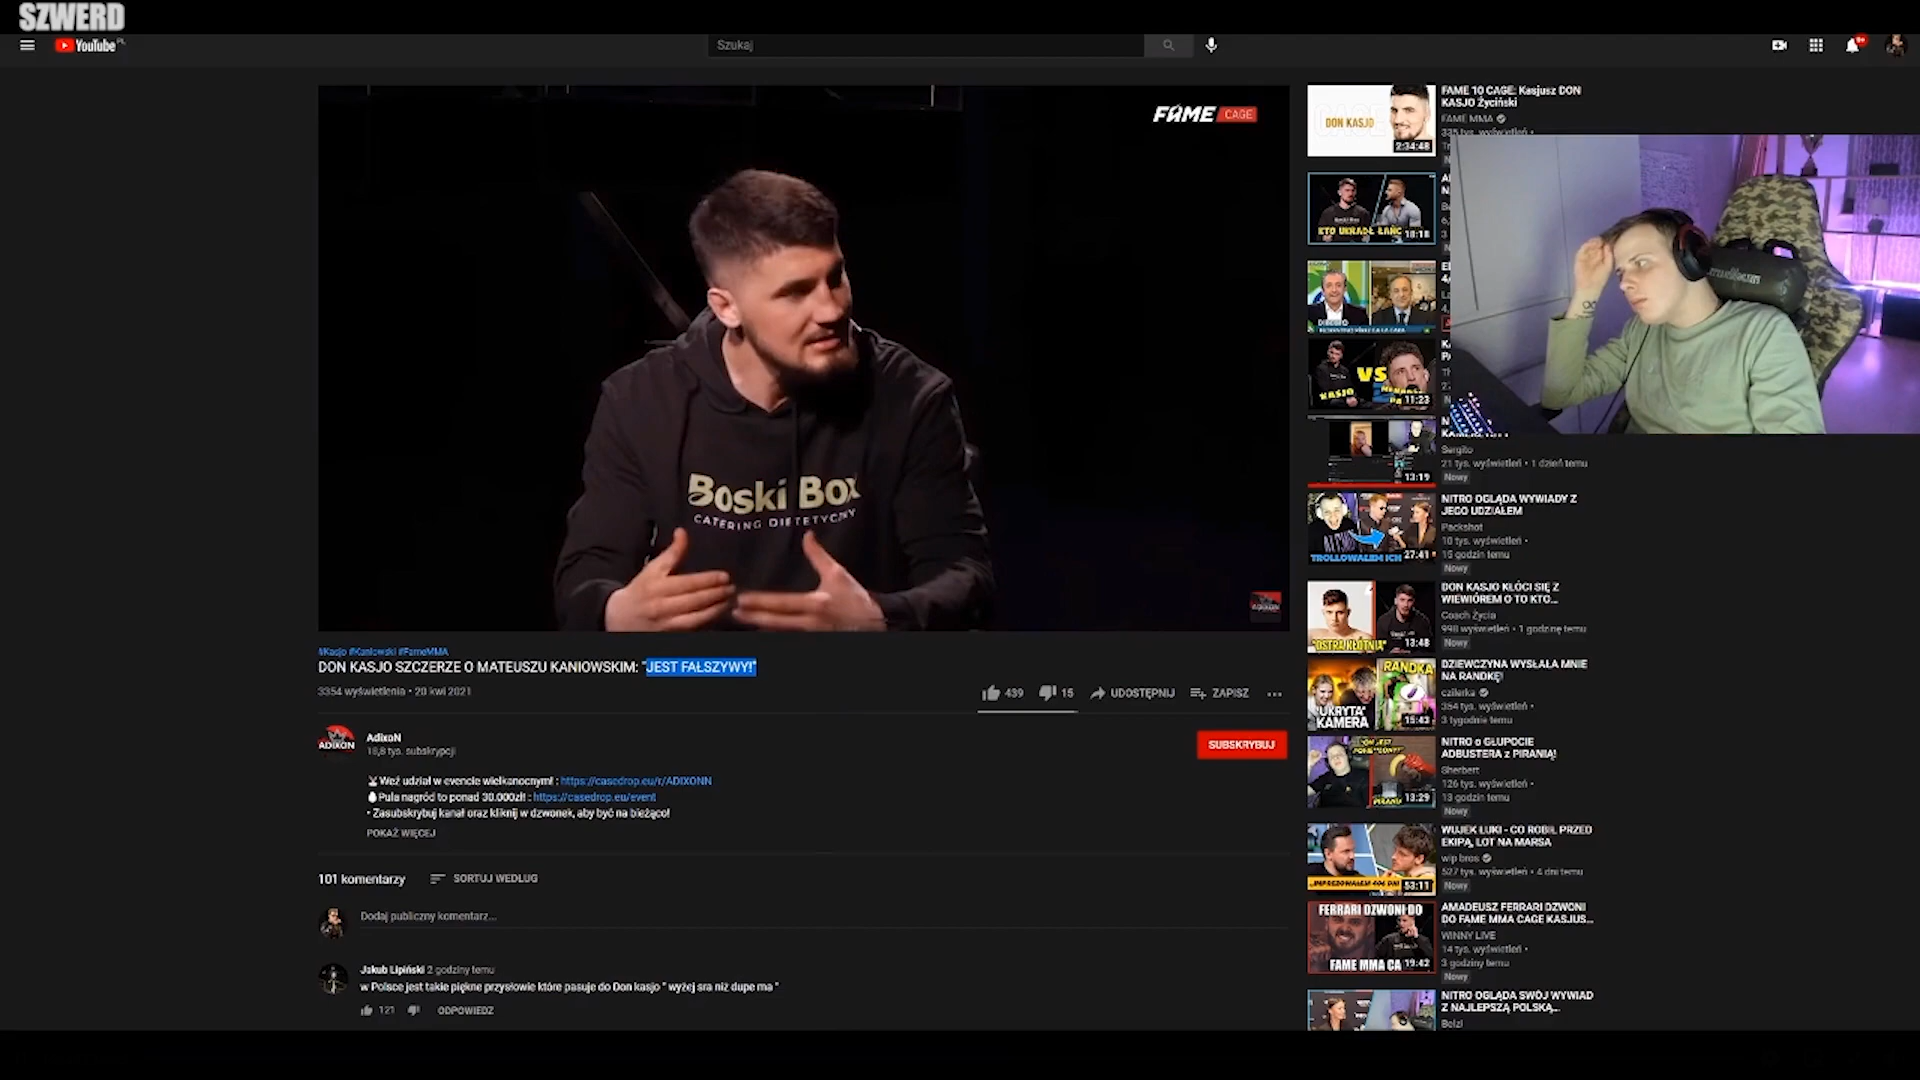 SZWERD
YouTube PL
Szukaj
9+
FAME CAGE
Boski Box
CATERING DIETETYCZNY
ADIXON
#Kasjo #Kaniowski #FameMMA
DON KASJO SZCZERZE O MATEUSZU KANIOWSKIM: "JEST FAŁSZYWY!"
3354 wyświetlenia • 20 kwi 2021
439
15
UDOSTĘPNIJ
ZAPISZ
ADIXON
AdixoN
18,8 tys. subskrypcji
SUBSKRYBUJ
Weź udział w evencie wielkanocnym! : https://casedrop.eu/r/ADIXONN
Pula nagród to ponad 30.000zł! : https://casedrop.eu/event
• Zasubskrybuj kanał oraz kliknij w dzwonek, aby być na bieżąco!
POKAŻ WIĘCEJ
101 komentarzy
SORTUJ WEDŁUG
Dodaj publiczny komentarz...
Jakub Lipiński 2 godziny temu
w Polsce jest takie piękne przysłowie które pasuje do Don kasjo " wyżej sra niż dupe ma "
121
ODPOWIEDZ
DON KASJO
2:34:48
FAME 10 CAGE: Kasjusz DON
KASJO Życiński
FAME MMA
335 tys. wyświetleń •
KTO UKRADŁ ŁAŃC
18:18
VS
KASJO
11:23
13:19
Sergito
21 tys. wyświetleń • 1 dzień temu
Nowy
TROLLOWAŁEM ICH
27:41
NITRO OGLĄDA WYWIADY Z
JEGO UDZIAŁEM
Packshot
10 tys. wyświetleń •
15 godzin temu
Nowy
"OSTRA KŁÓTNIA"
13:48
DON KASJO KŁÓCI SIĘ Z
WIEWIÓREM O TO KTO...
Coach Życia
998 wyświetleń • 1 godzinę temu
Nowy
RANDKA
"UKRYTA"
KAMERA
15:43
DZIEWCZYNA WYSŁAŁA MNIE
NA RANDKĘ!
czilerka
354 tys. wyświetleń •
3 tygodnie temu
13:29
NITRO o GŁUPOCIE
ADBUSTERA z PIRANIĄ!
Sherbert
126 tys. wyświetleń •
13 godzin temu
Nowy
53:11
WUJEK ŁUKI - CO ROBIŁ PRZED
EKIPĄ, LOT NA MARSA
wip bros
527 tys. wyświetleń • 4 dni temu
Nowy
FERRARI DZWONI DO
FAME MMA CA
19:42
AMADEUSZ FERRARI DZWONI
DO FAME MMA CAGE KASJUS...
WINNY LIVE
14 tys. wyświetleń •
3 godziny temu
Nowy
NITRO OGLĄDA SWÓJ WYWIAD
Z NAJLEPSZĄ POLSKĄ...
Belzi